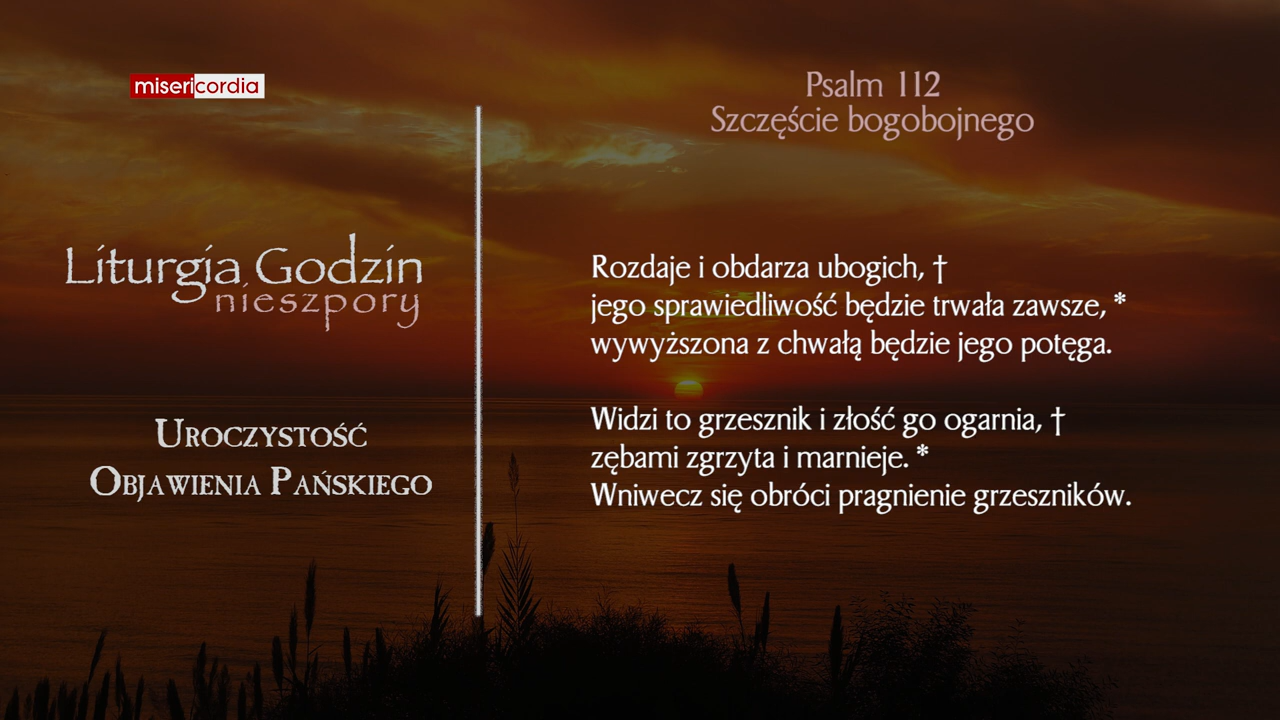 misericordia
Psalm 112
Szczęście bogobojnego
Liturgia Godzin
nieszpory
Uroczystość
Objawienia Pańskiego
Rozdaje i obdarza ubogich, †
jego sprawiedliwość będzie trwała zawsze, *
wywyższona z chwałą będzie jego potęga.
Widzi to grzesznik i złość go ogarnia, †
zębami zgrzyta i marnieje. *
Wniwecz się obróci pragnienie grzeszników.